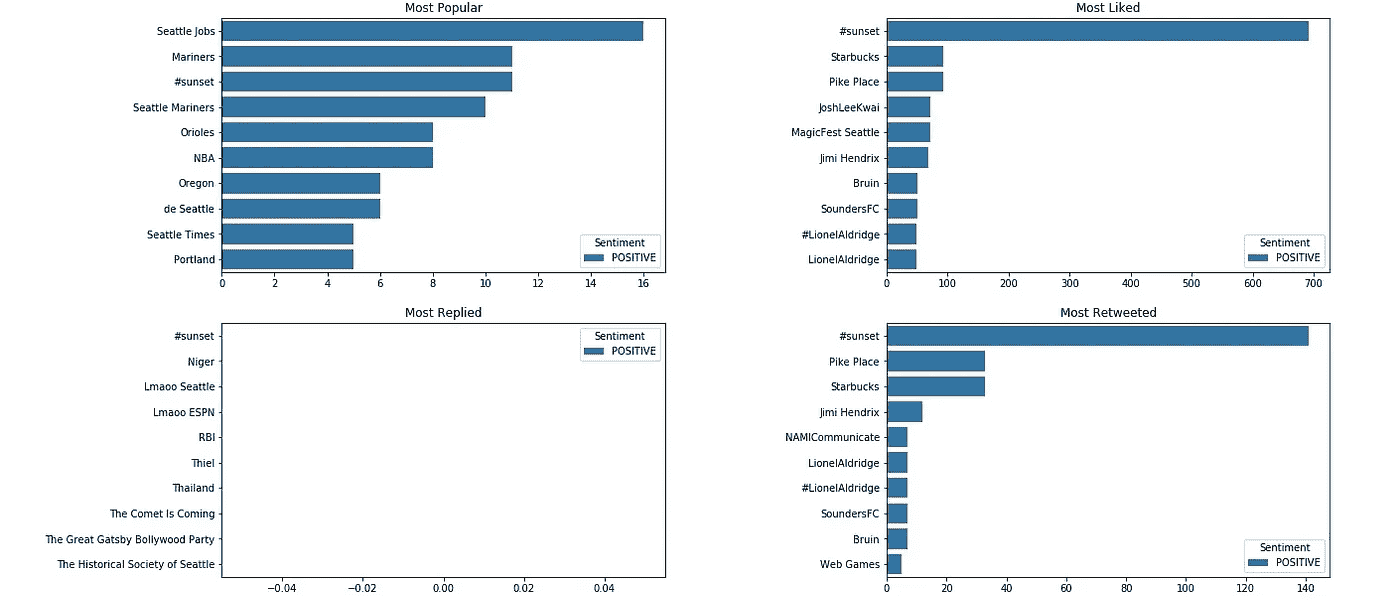 Most Popular
Seattle Jobs
Mariners
#sunset
Seattle Mariners
Orioles
NBA
Oregon
de Seattle
Seattle Times
Portland
Sentiment
POSITIVE
0 2 4 6 8 10 12 14 16
Most Liked
#sunset
Starbucks
Pike Place
JoshLeeKwai
MagicFest Seattle
Jimi Hendrix
Bruin
SoundersFC
#LionelAldridge
LionelAldridge
Sentiment
POSITIVE
0 100 200 300 400 500 600 700
Most Replied
#sunset
Niger
Lmaoo Seattle
Lmaoo ESPN
RBI
Thiel
Thailand
The Comet Is Coming
The Great Gatsby Bollywood Party
The Historical Society of Seattle
Sentiment
POSITIVE
−0.04 −0.02 0.00 0.02 0.04
Most Retweeted
#sunset
Pike Place
Starbucks
Jimi Hendrix
NAMICommunicate
LionelAldridge
#LionelAldridge
SoundersFC
Bruin
Web Games
Sentiment
POSITIVE
0 20 40 60 80 100 120 140